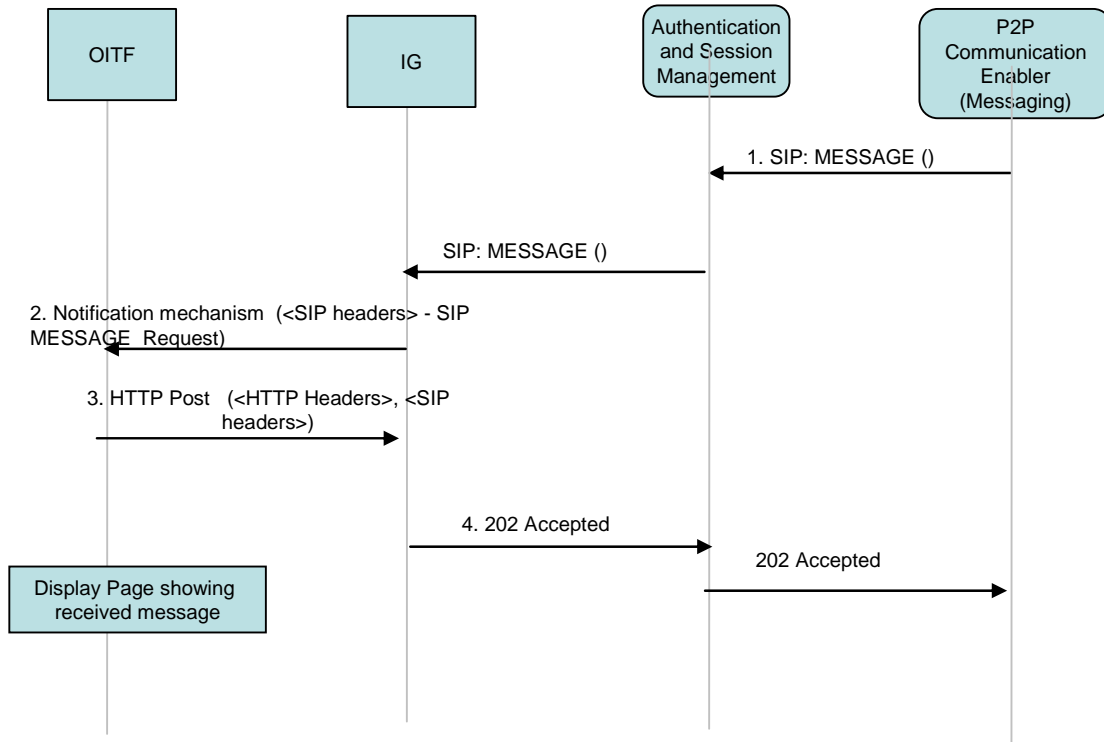 OITF
IG
Authentication
and Session
Management
P2P
Communication
Enabler
(Messaging)
1. SIP: MESSAGE ()
SIP: MESSAGE ()
2. Notification mechanism (<SIP headers> - SIP
MESSAGE Request)
3. HTTP Post (<HTTP Headers>, <SIP
headers>)
4. 202 Accepted
202 Accepted
Display Page showing
received message